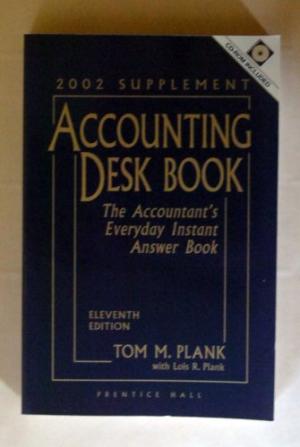 CD-ROM INCLUDED
2002 SUPPLEMENT
ACCOUNTING
DESK BOOK
The Accountant's
Everyday Instant
Answer Book
ELEVENTH
EDITION
TOM M. PLANK
with Lois R. Plank
PRENTICE HALL